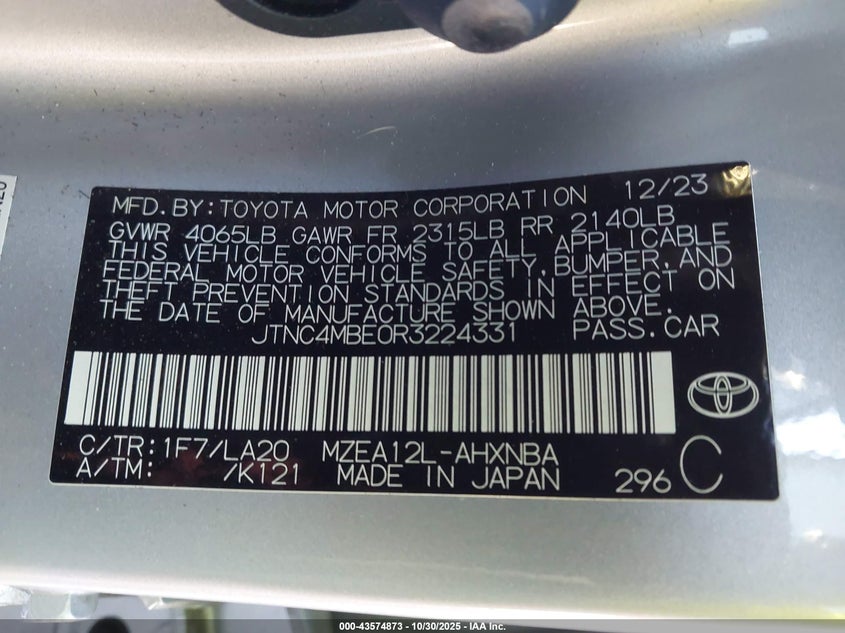 MFD.BY: TOYOTA MOTOR CORPORATION 12/23
GVWR 4065LB GAWR FR 2315LB RR 2140LB
THIS VEHICLE CONFORMS TO ALL APPLICABLE
FEDERAL MOTOR VEHICLE SAFETY, BUMPER, AND
THEFT PREVENTION STANDARDS IN EFFECT ON
THE DATE OF MANUFACTURE SHOWN ABOVE.
JTNC4MBE0R3224331 PASS.CAR
C/TR: 1F7/LA20 MZEA12L-AHXNBA
A/TM: /K121 MADE IN JAPAN 296 C
000-43574873 - 10/30/2025 - IAA Inc.